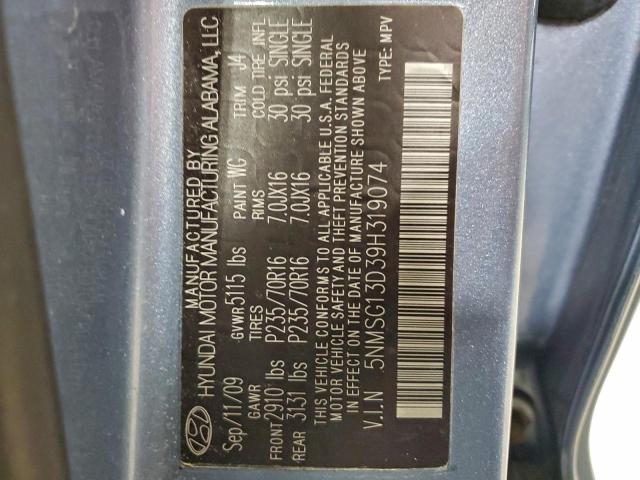 MANUFACTURED BY
HYUNDAI MOTOR MANUFACTURING ALABAMA, LLC
Sep/11/09 GVWR 5115 lbs PAINT WG TRIM J4
GAWR TIRES RIMS COLD TIRE INFL
FRONT 2910 lbs P235/70R16 7.0JX16 30 psi SINGLE
REAR 3131 lbs P235/70R16 7.0JX16 30 psi SINGLE
THIS VEHICLE CONFORMS TO ALL APPLICABLE U.S.A. FEDERAL
MOTOR VEHICLE SAFETY AND THEFT PREVENTION STANDARDS
IN EFFECT ON THE DATE OF MANUFACTURE SHOWN ABOVE
V.I.N 5NMSG13D39H319074 TYPE: MPV